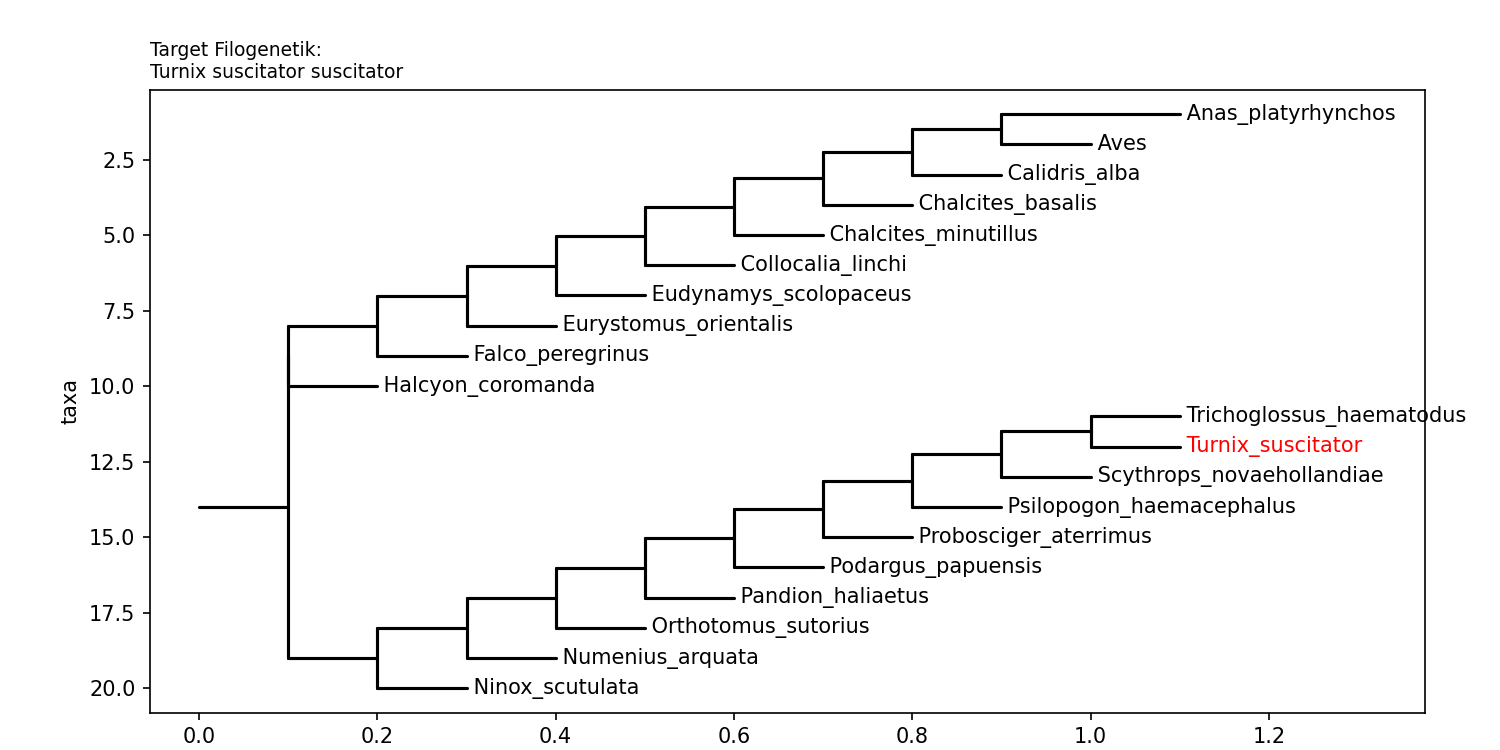 Target Filogenetik:
Turnix suscitator suscitator
Anas_platyrhynchos
Aves
2.5
Calidris_alba
Chalcites_basalis
5.0
Chalcites_minutillus
Collocalia_linchi
Eudynamys_scolopaceus
7.5
Eurystomus_orientalis
Falco_peregrinus
taxa
10.0
Halcyon_coromanda
Trichoglossus_haematodus
Turnix_suscitator
12.5
Scythrops_novaehollandiae
Psilopogon_haemacephalus
15.0
Probosciger_aterrimus
Podargus_papuensis
Pandion_haliaetus
17.5
Orthotomus_sutorius
Numenius_arquata
20.0
Ninox_scutulata
0.0 0.2 0.4 0.6 0.8 1.0 1.2